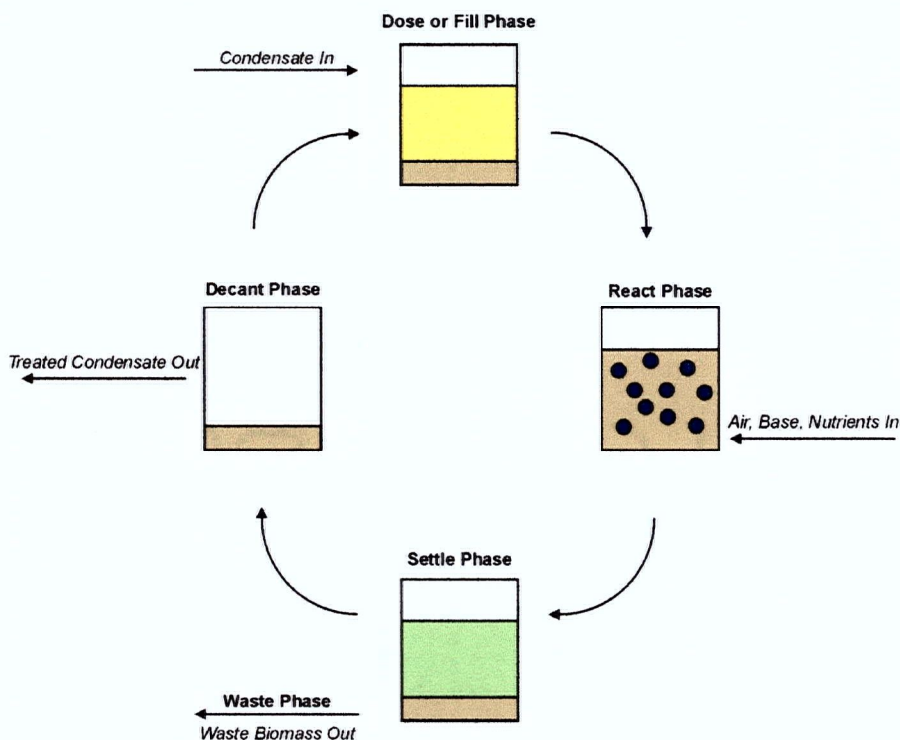 Dose or Fill Phase
Condensate In
Decant Phase
React Phase
Treated Condensate Out
Air, Base, Nutrients In
Settle Phase
Waste Phase
Waste Biomass Out